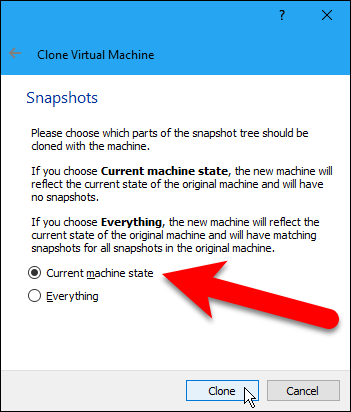 ?
Clone Virtual Machine
Snapshots
Please choose which parts of the snapshot tree should be
cloned with the machine.
If you choose Current machine state, the new machine will
reflect the current state of the original machine and will have
no snapshots.
If you choose Everything, the new machine will reflect the
current state of the original machine and will have matching
snapshots for all snapshots in the original machine.
Current machine state
Everything
Clone
Cancel